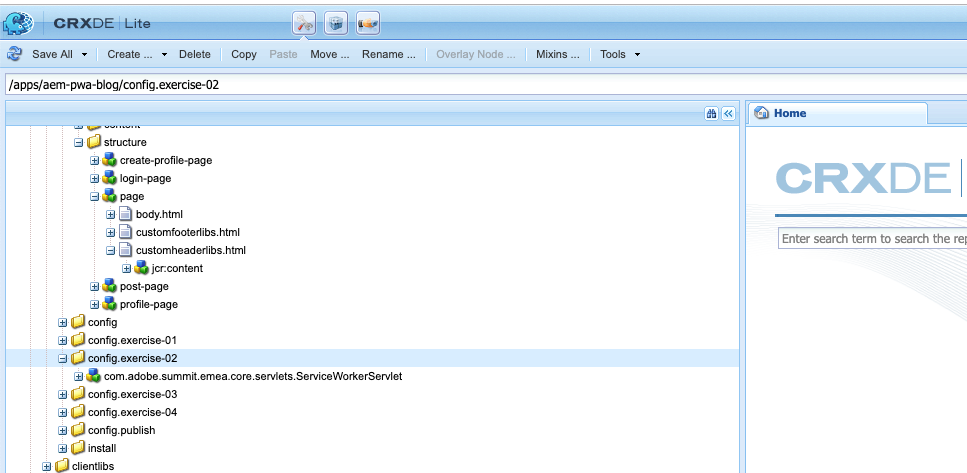 CRXDE | Lite
Save All Create ... Delete Copy Paste Move ... Rename ... Overlay Node ... Mixins ... Tools
/apps/aem-pwa-blog/config.exercise-02
Home
content
structure
create-profile-page
login-page
page
body.html
customfooterlibs.html
customheaderlibs.html
jcr:content
post-page
profile-page
config
config.exercise-01
config.exercise-02
com.adobe.summit.emea.core.servlets.ServiceWorkerServlet
config.exercise-03
config.exercise-04
config.publish
install
clientlibs
CRXDE
Enter search term to search the rep